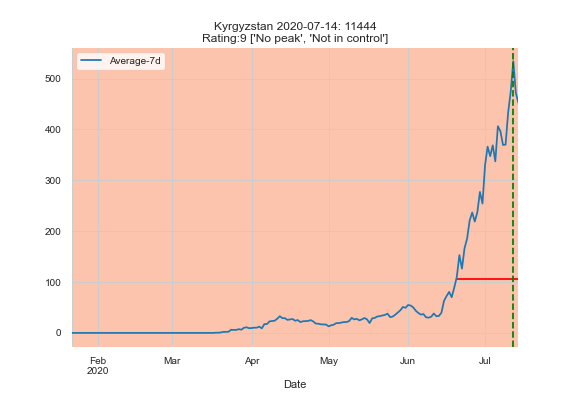 Kyrgyzstan 2020-07-14: 11444
Rating:9 ['No peak', 'Not in control']
Average-7d
500
400
300
200
100
0
Feb Mar Apr May Jun Jul
2020
Date